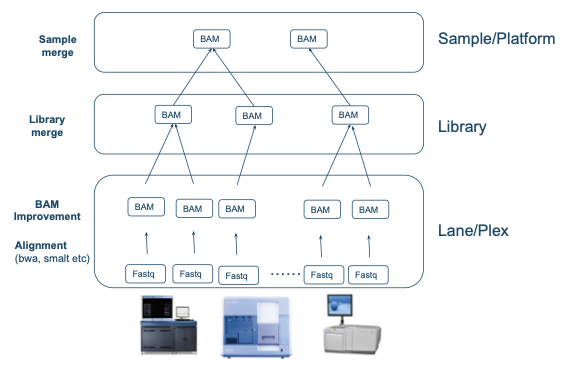 Sample
merge
BAM
BAM
Sample/Platform
Library
merge
BAM
BAM
BAM
Library
BAM
Improvement
BAM
BAM
BAM
BAM
BAM
Lane/Plex
Alignment
(bwa, smalt etc)
Fastq
Fastq
Fastq
......
Fastq
Fastq